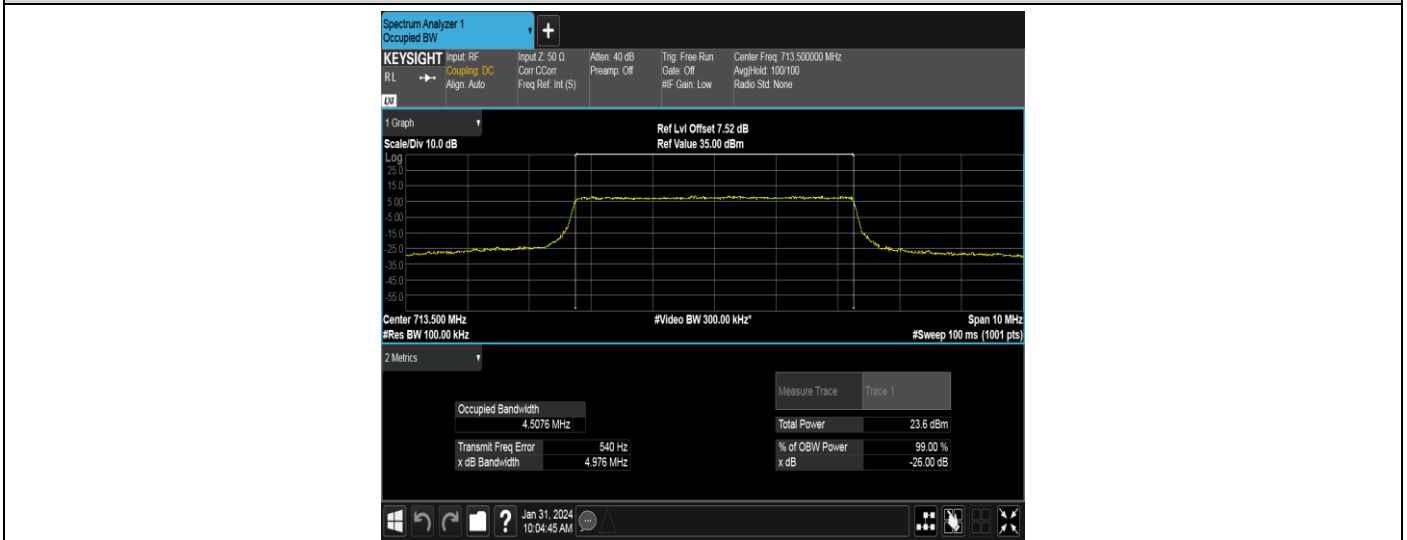 Spectrum Analyzer 1
Occupied BW
+
KEYSIGHT
R L
LXI
Input: RF
Coupling: DC
Align: Auto
Input Z: 50 Ω
Corr CCorr
Freq Ref: Int (S)
Atten: 40 dB
Preamp: Off
Trig: Free Run
Gate: Off
#IF Gain: Low
Center Freq: 713.500000 MHz
Avg|Hold: 100/100
Radio Std: None
1 Graph
Scale/Div 10.0 dB
Ref Lvl Offset 7.52 dB
Ref Value 35.00 dBm
Log
25.0
15.0
5.00
-5.00
-15.0
-25.0
-35.0
-45.0
-55.0
Center 713.500 MHz
#Video BW 300.00 kHz*
Span 10 MHz
#Res BW 100.00 kHz
#Sweep 100 ms (1001 pts)
2 Metrics
Measure Trace Trace 1
Occupied Bandwidth
4.5076 MHz
Total Power 23.6 dBm
Transmit Freq Error 540 Hz
% of OBW Power 99.00 %
x dB Bandwidth 4.976 MHz
x dB -26.00 dB
?
Jan 31, 2024
10:04:45 AM